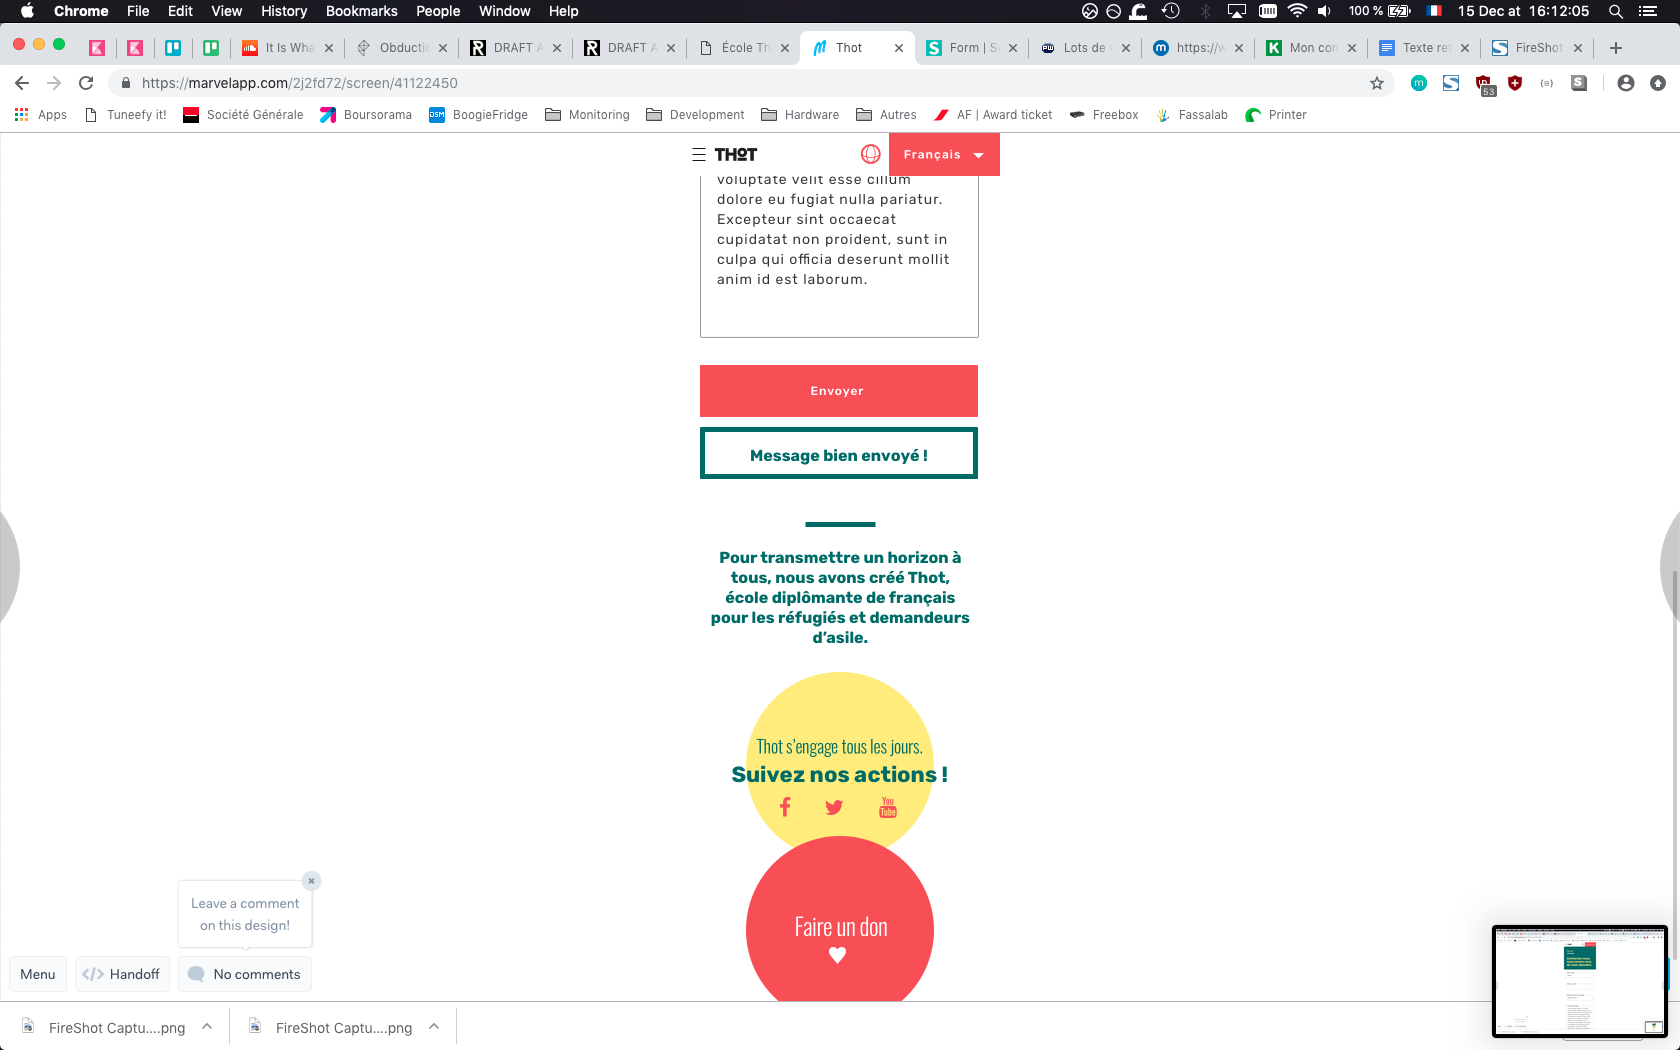 Chrome File Edit View History Bookmarks People Window Help 100 % 15 Dec at 16:12:05
It Is Wha Obductio DRAFT A DRAFT A École Th Thot Form | S Lots de https://w Mon con Texte ret FireShot
https://marvelapp.com/2j2fd72/screen/41122450
53
Apps Tuneefy it! Société Générale Boursorama BoogieFridge Monitoring Development Hardware Autres AF | Award ticket Freebox Fassalab Printer
THOT Français
voluptate velit esse cillum
dolore eu fugiat nulla pariatur.
Excepteur sint occaecat
cupidatat non proident, sunt in
culpa qui officia deserunt mollit
anim id est laborum.
Envoyer
Message bien envoyé !
Pour transmettre un horizon à
tous, nous avons créé Thot,
école diplômante de français
pour les réfugiés et demandeurs
d’asile.
Thot s’engage tous les jours.
Suivez nos actions !
You
Tube
Faire un don
Leave a comment
on this design!
Menu Handoff No comments
FireShot Captu....png FireShot Captu....png